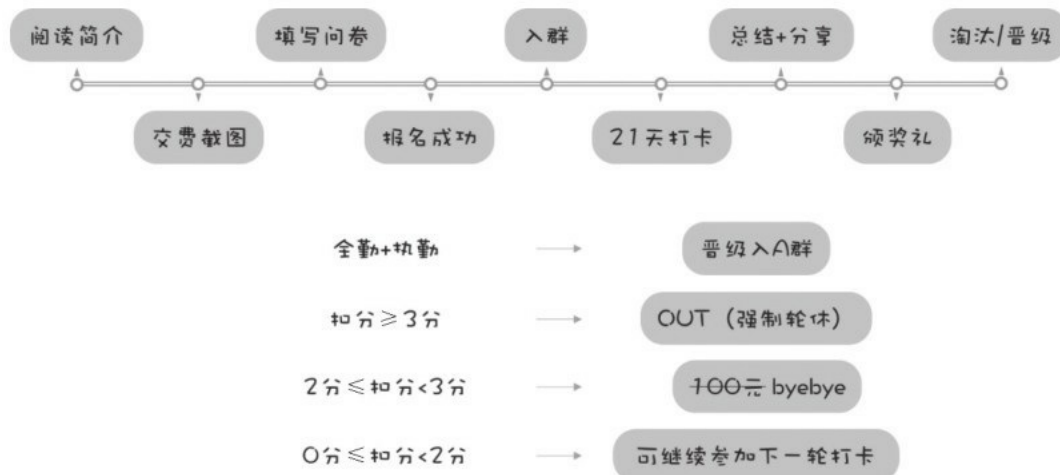 阅读简介 填写问卷 入群 总结+分享 淘汰/晋级
交费截图 报名成功 21天打卡 颁奖礼
全勤+执勤 晋级入A群
扣分≥3分 OUT（强制轮休）
2分≤扣分<3分 100元 byebye
0分≤扣分<2分 可继续参加下一轮打卡